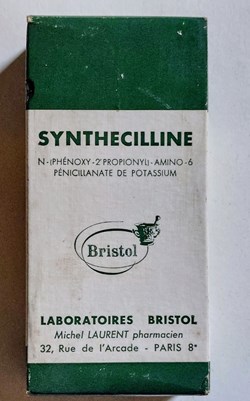 SYNTHECILLINE
N-(PHÉNOXY-2'PROPIONYL)-AMINO-6
PÉNICILLANATE DE POTASSIUM
Bristol
LABORATOIRES BRISTOL
Michel LAURENT pharmacien
32, Rue de l'Arcade - PARIS 8e